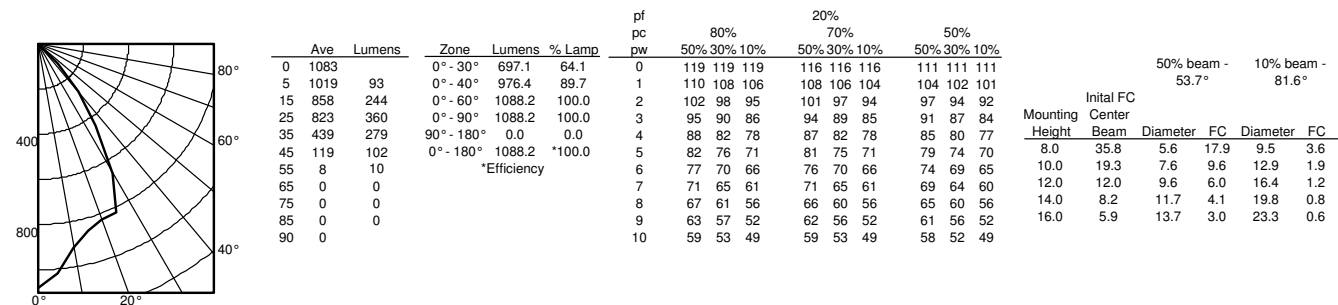 80°
60°
40°
400
800
0°
20°
Ave Lumens
0 1083
5 1019 93
15 858 244
25 823 360
35 439 279
45 119 102
55 8 10
65 0 0
75 0 0
85 0 0
90 0
Zone Lumens % Lamp
0° - 30° 697.1 64.1
0° - 40° 976.4 89.7
0° - 60° 1088.2 100.0
0° - 90° 1088.2 100.0
90° - 180° 0.0 0.0
0° - 180° 1088.2 *100.0
*Efficiency
pf 20%
pc 80% 70% 50%
pw 50% 30% 10% 50% 30% 10% 50% 30% 10%
0 119 119 119 116 116 116 111 111 111
1 110 108 106 108 106 104 104 102 101
2 102 98 95 101 97 94 97 94 92
3 95 90 86 94 89 85 91 87 84
4 88 82 78 87 82 78 85 80 77
5 82 76 71 81 75 71 79 74 70
6 77 70 66 76 70 66 74 69 65
7 71 65 61 71 65 61 69 64 60
8 67 61 56 66 60 56 65 60 56
9 63 57 52 62 56 52 61 56 52
10 59 53 49 59 53 49 58 52 49
50% beam - 10% beam -
53.7° 81.6°
Inital FC
Mounting Center
Height Beam Diameter FC Diameter FC
8.0 35.8 5.6 17.9 9.5 3.6
10.0 19.3 7.6 9.6 12.9 1.9
12.0 12.0 9.6 6.0 16.4 1.2
14.0 8.2 11.7 4.1 19.8 0.8
16.0 5.9 13.7 3.0 23.3 0.6